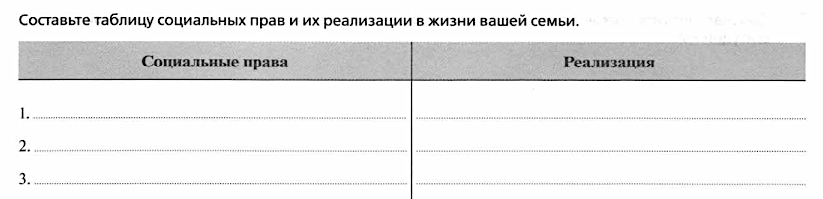 Составьте таблицу социальных прав и их реализации в жизни вашей семьи.
Социальные права Реализация
1.
2.
3.